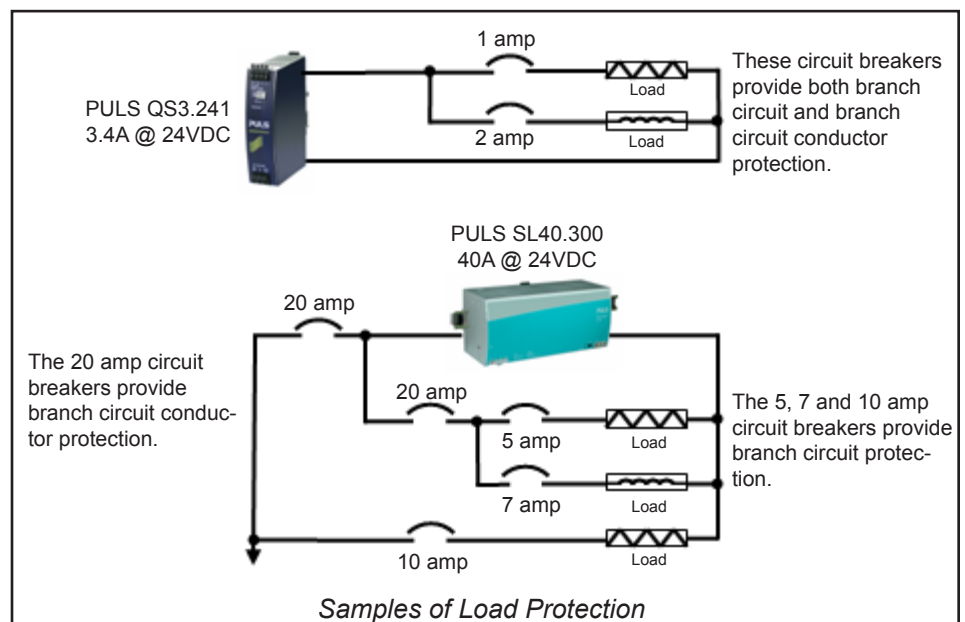 1 amp
Load
2 amp
Load
PULS QS3.241
3.4A @ 24VDC
PULS
These circuit breakers
provide both branch
circuit and branch
circuit conductor
protection.
PULS SL40.300
40A @ 24VDC
20 amp
The 20 amp circuit
breakers provide
branch circuit conduc-
tor protection.
20 amp
5 amp
Load
7 amp
Load
10 amp
Load
The 5, 7 and 10 amp
circuit breakers provide
branch circuit protec-
tion.
Samples of Load Protection